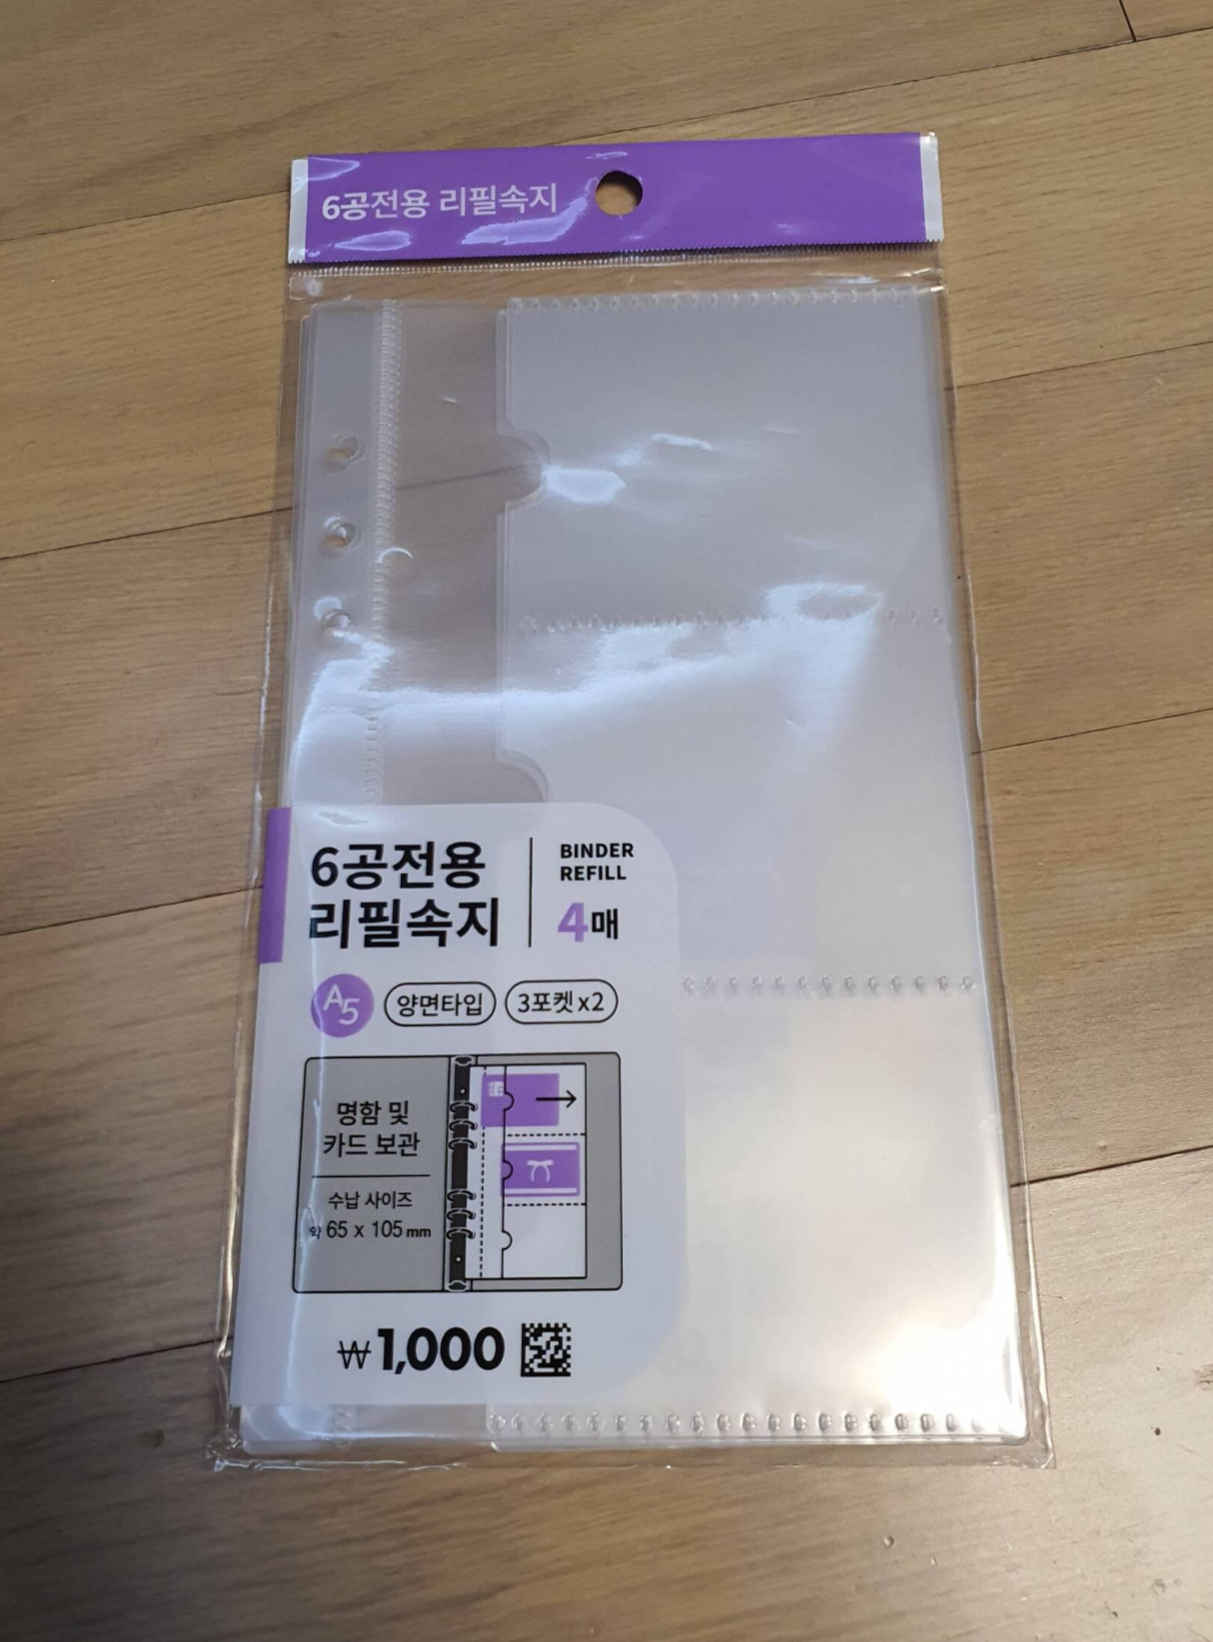 6공전용 리필속지
6공전용
리필속지
BINDER
REFILL
4매
A5
양면타입
3포켓x2
명함 및
카드 보관
수납 사이즈
약 65 x 105 mm
₩1,000